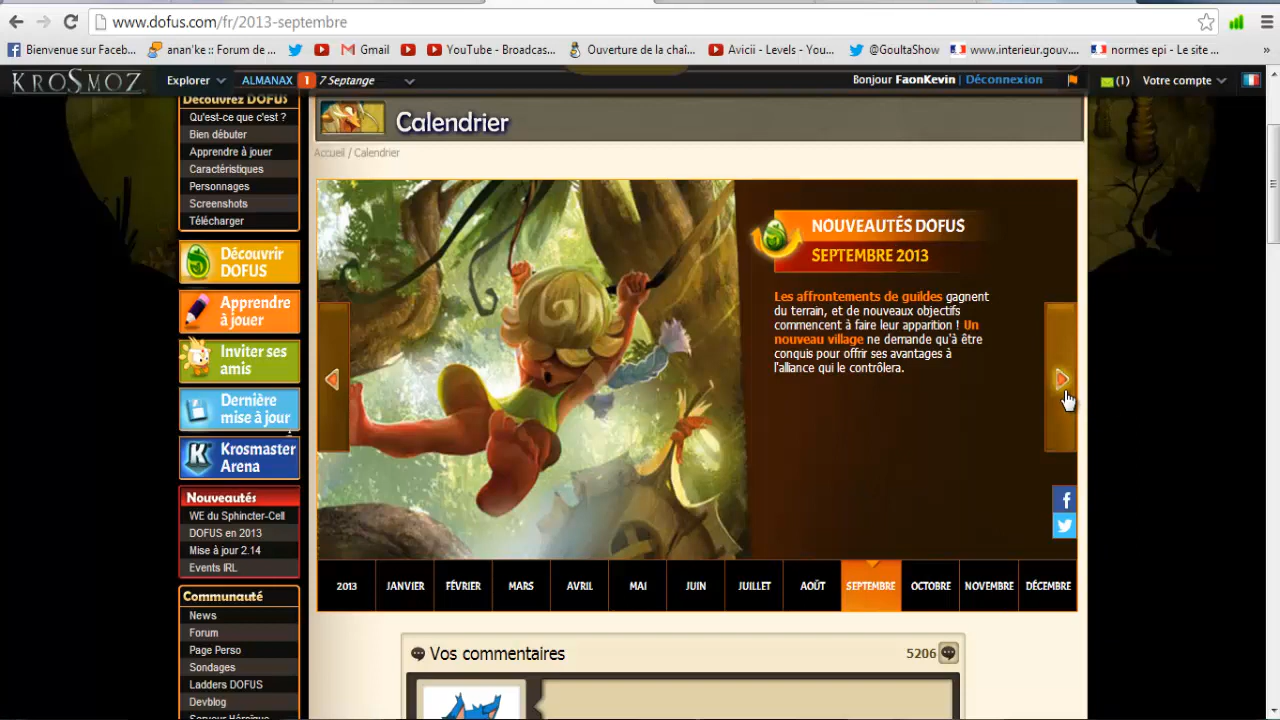 www.dofus.com/fr/2013-septembre
Bienvenue sur Faceb... anan'ke :: Forum de ... Gmail YouTube - Broadcas... Ouverture de la chaî... Avicii - Levels - You... @GoultaShow www.interieur.gouv.... normes epi - Le site ... »
KROSMOZ Explorer ALMANAX 1 7 Septange Bonjour FaonKevin | Déconnexion (1) Votre compte
Découvrez DOFUS
Qu'est-ce que c'est ?
Bien débuter
Apprendre à jouer
Caractéristiques
Personnages
Screenshots
Télécharger
Découvrir
DOFUS
Apprendre
à jouer
Inviter ses
amis
Dernière
mise à jour
Krosmaster
Arena
Nouveautés
WE du Sphincter-Cell
DOFUS en 2013
Mise à jour 2.14
Events IRL
Communauté
News
Forum
Page Perso
Sondages
Ladders DOFUS
Devblog
Serveur Héroïque
Calendrier
Accueil / Calendrier
NOUVEAUTÉS DOFUS
SEPTEMBRE 2013
Les affrontements de guildes gagnent
du terrain, et de nouveaux objectifs
commencent à faire leur apparition ! Un
nouveau village ne demande qu'à être
conquis pour offrir ses avantages à
l'alliance qui le contrôlera.
2013 JANVIER FÉVRIER MARS AVRIL MAI JUIN JUILLET AOÛT SEPTEMBRE OCTOBRE NOVEMBRE DÉCEMBRE
Vos commentaires 5206